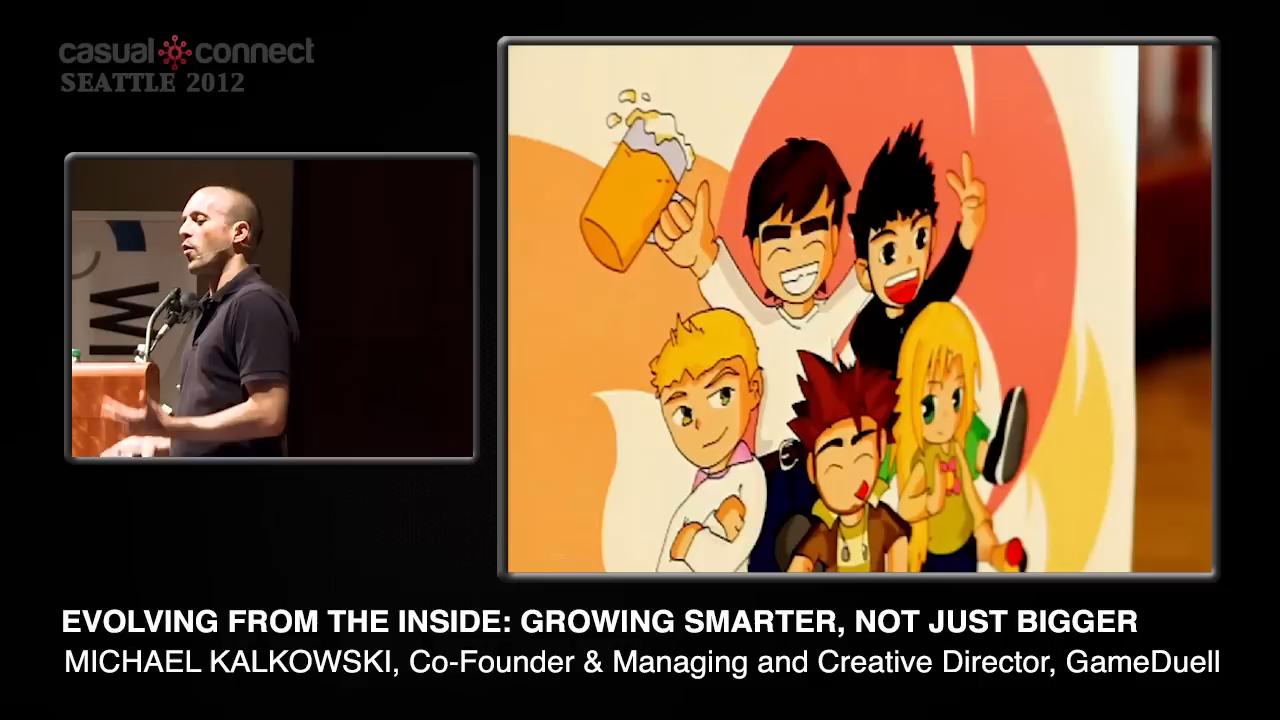 casual connect
SEATTLE 2012
EVOLVING FROM THE INSIDE: GROWING SMARTER, NOT JUST BIGGER
MICHAEL KALKOWSKI, Co-Founder & Managing and Creative Director, GameDuell